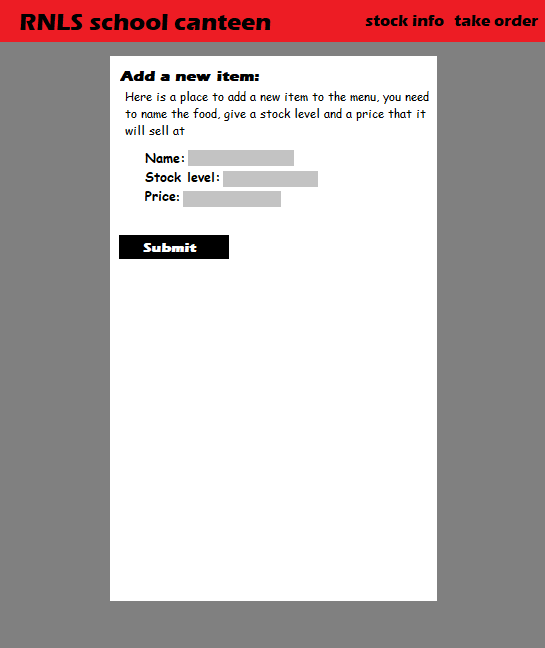 RNLS school canteen
stock info take order
Add a new item:
Here is a place to add a new item to the menu, you need
to name the food, give a stock level and a price that it
will sell at
Name:
Stock level:
Price:
Submit